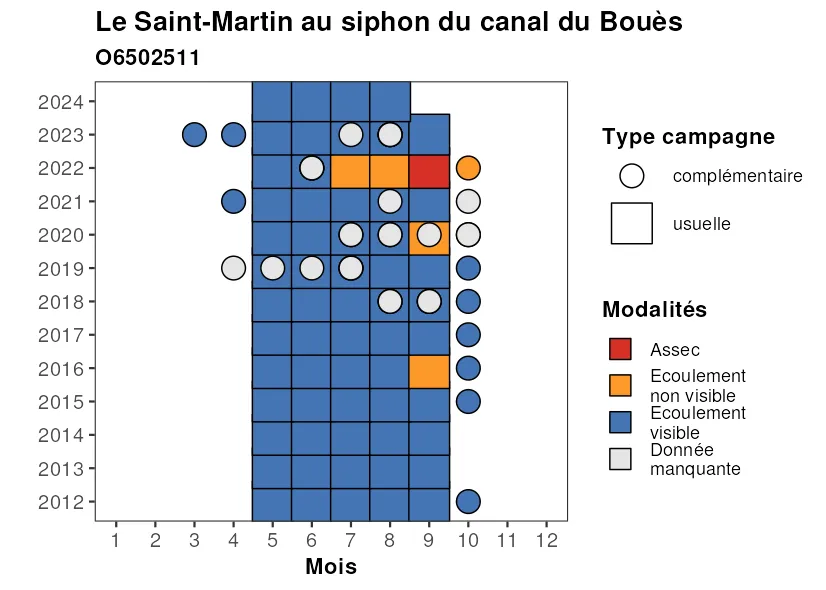 Le Saint-Martin au siphon du canal du Bouès
O6502511
2024
2023
2022
2021
2020
2019
2018
2017
2016
2015
2014
2013
2012
1 2 3 4 5 6 7 8 9 10 11 12
Mois
Type campagne
complémentaire
usuelle
Modalités
Assec
Ecoulement
non visible
Ecoulement
visible
Donnée
manquante